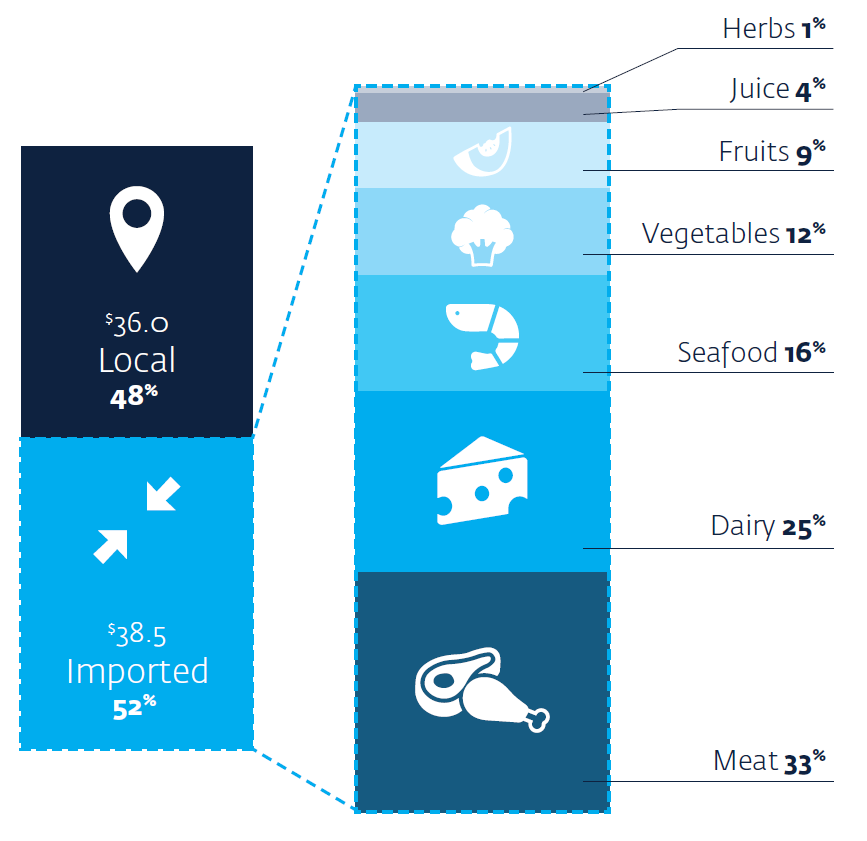 Herbs 1%
Juice 4%
Fruits 9%
Vegetables 12%
Seafood 16%
Dairy 25%
Meat 33%
$36.0
Local
48%
$38.5
Imported
52%